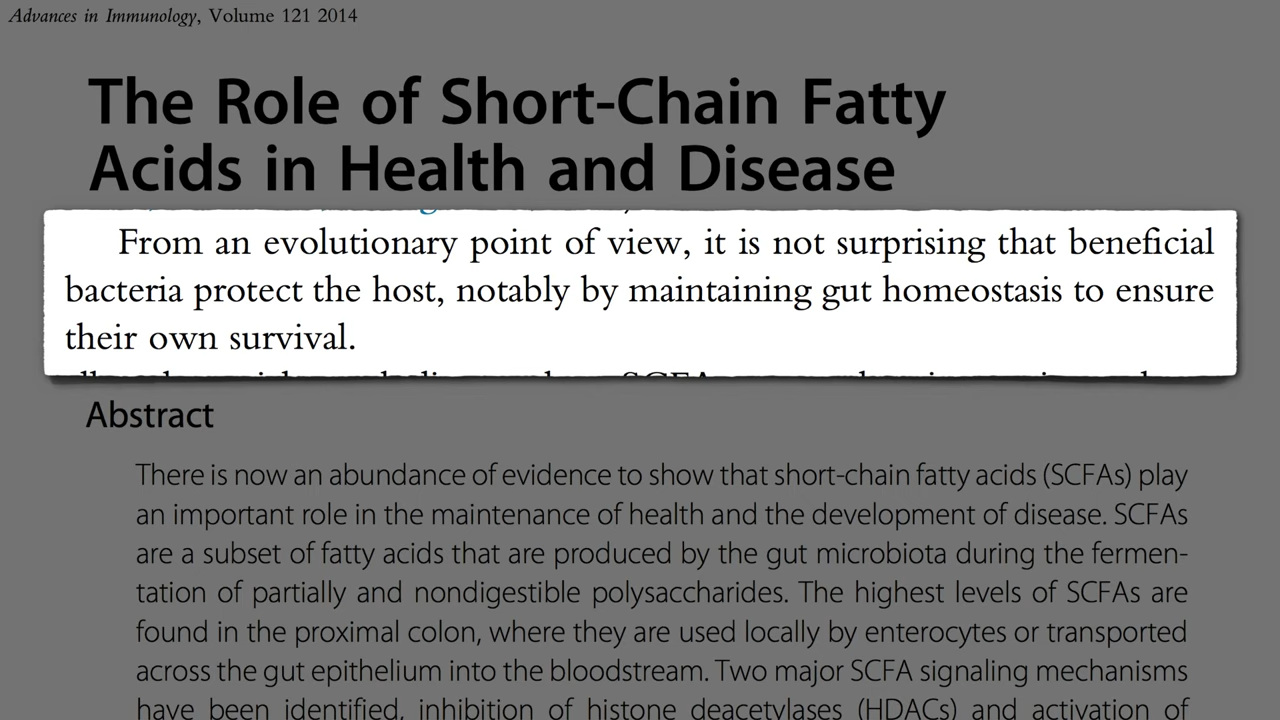 Advances in Immunology, Volume 121 2014
The Role of Short-Chain Fatty
Acids in Health and Disease
From an evolutionary point of view, it is not surprising that beneficial
bacteria protect the host, notably by maintaining gut homeostasis to ensure
their own survival.
Abstract
There is now an abundance of evidence to show that short-chain fatty acids (SCFAs) play
an important role in the maintenance of health and the development of disease. SCFAs
are a subset of fatty acids that are produced by the gut microbiota during the fermen-
tation of partially and nondigestible polysaccharides. The highest levels of SCFAs are
found in the proximal colon, where they are used locally by enterocytes or transported
across the gut epithelium into the bloodstream. Two major SCFA signaling mechanisms
have been identified, inhibition of histone deacetylases (HDACs) and activation of